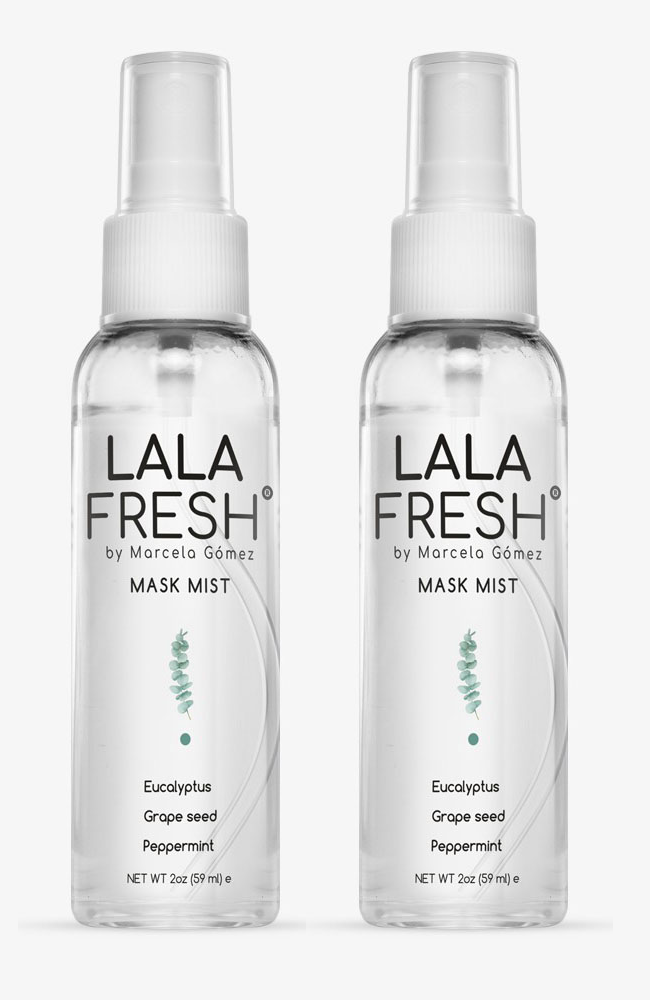 LALA
FRESH®
by Marcela Gómez
MASK MIST
Eucalyptus
Grape seed
Peppermint
NET WT 2oz (59 ml) e
LALA
FRESH®
by Marcela Gómez
MASK MIST
Eucalyptus
Grape seed
Peppermint
NET WT 2oz (59 ml) e